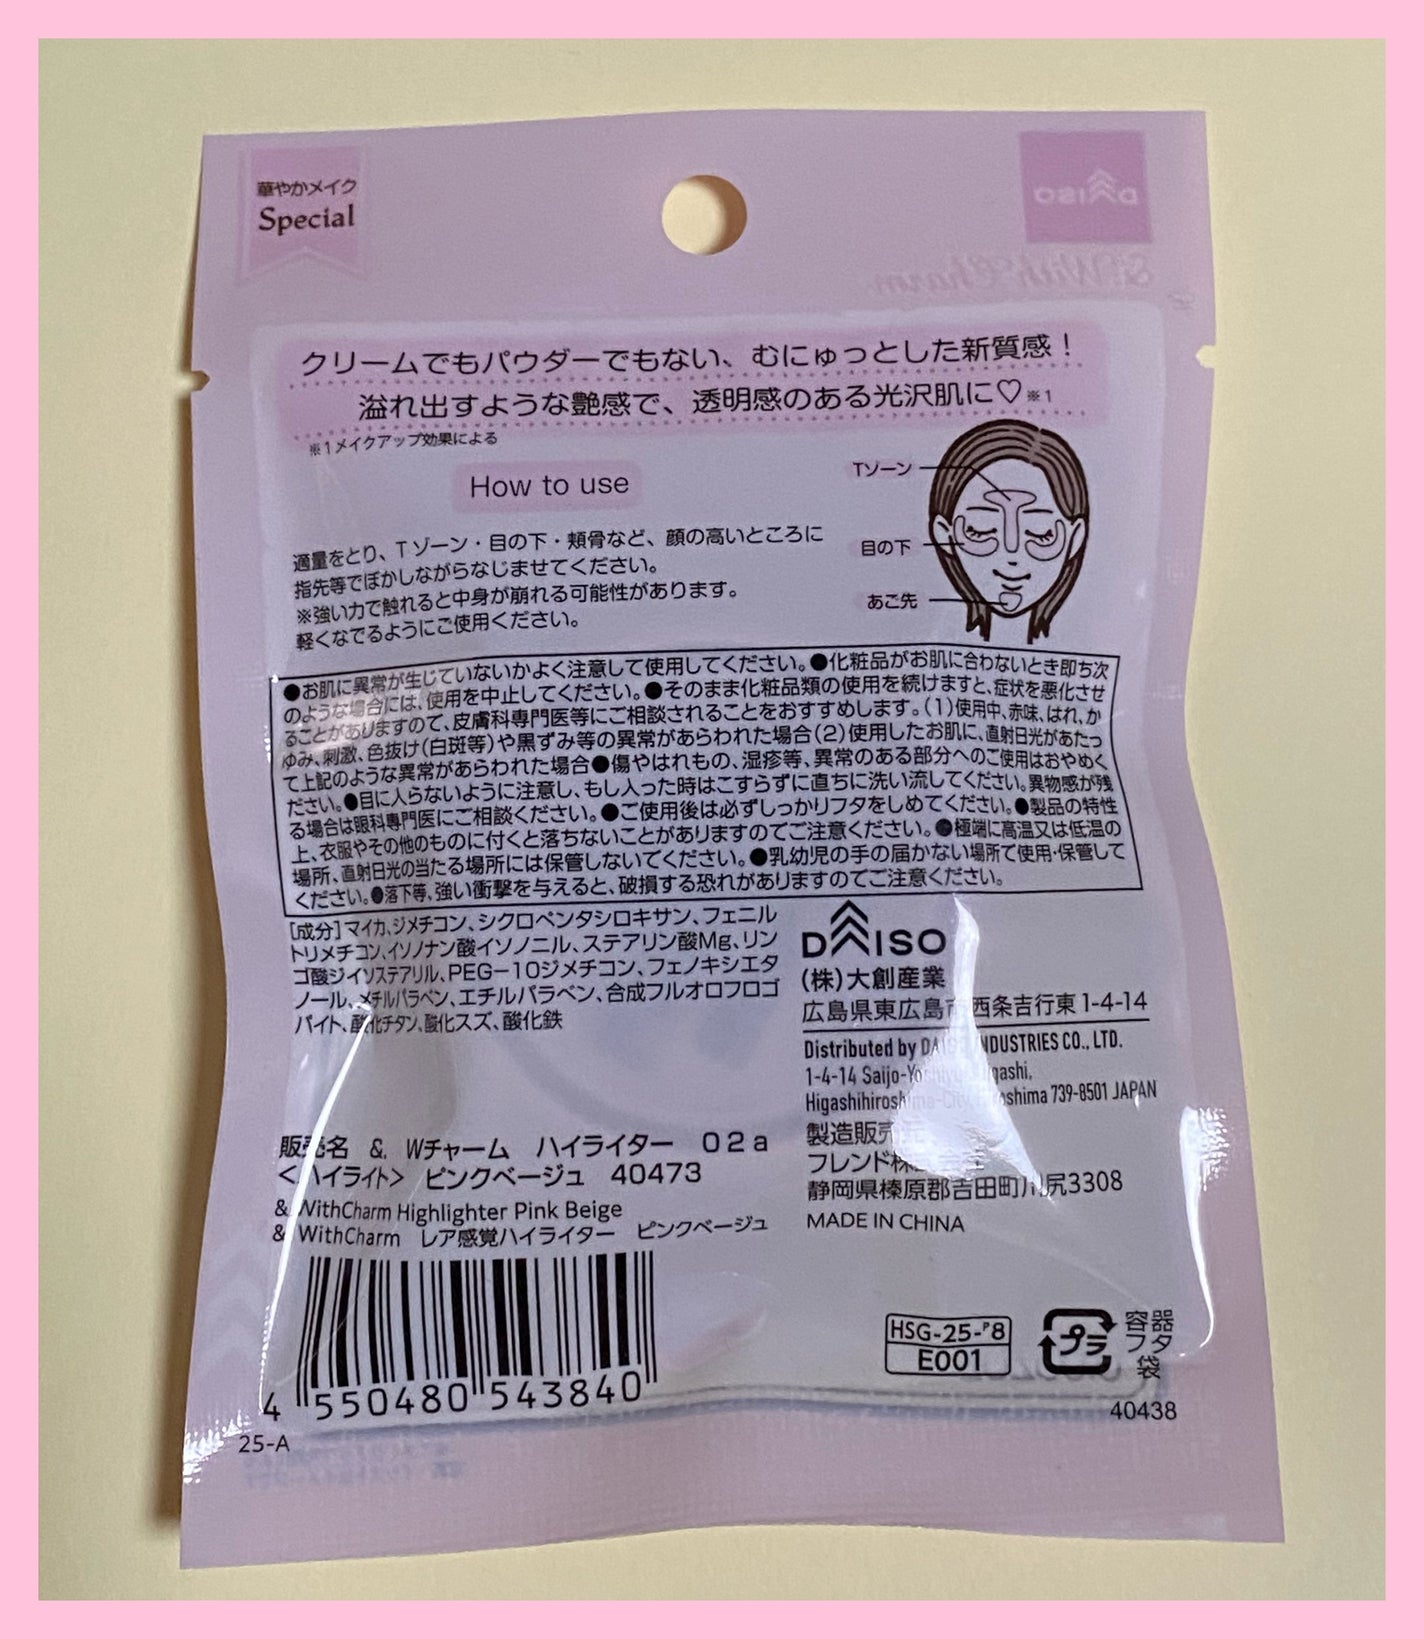 華やかメイク
Special
DAISO
& WithCharm
クリームでもパウダーでもない、むにゅっとした新質感！
溢れ出すような艶感で、透明感のある光沢肌に♡※1
※1メイクアップ効果による
How to use
適量をとり、Tゾーン・目の下・頬骨など、顔の高いところに
指先等でぼかしながらなじませてください。
※強い力で触れると中身が崩れる可能性があります。
軽くなでるようにご使用ください。
Tゾーン
目の下
あご先
●お肌に異常が生じていないかよく注意して使用してください。●化粧品がお肌に合わないとき即ち次
のような場合には、使用を中止してください。●そのまま化粧品類の使用を続けますと、症状を悪化させ
ることがありますので、皮膚科専門医等にご相談されることをおすすめします。(1)使用中、赤味、はれ、か
ゆみ、刺激、色抜け(白斑等)や黒ずみ等の異常があらわれた場合(2)使用したお肌に、直射日光があたっ
て上記のような異常があらわれた場合●傷やはれもの、湿疹等、異常のある部分へのご使用はおやめく
ださい。●目に入らないように注意し、もし入った時はこすらずに直ちに洗い流してください。異物感が残
る場合は眼科専門医にご相談ください。●ご使用後は必ずしっかりフタをしめてください。●製品の特性
上、衣服やその他のものに付くと落ちないことがありますのでご注意ください。●極端に高温又は低温の
場所、直射日光の当たる場所には保管しないでください。●乳幼児の手の届かない場所で使用・保管して
ください。●落下等、強い衝撃を与えると、破損する恐れがありますのでご注意ください。
[成分]マイカ、ジメチコン、シクロペンタシロキサン、フェニル
トリメチコン、イソノナン酸イソノニル、ステアリン酸Mg、リン
ゴ酸ジイソステアリル、PEG-10ジメチコン、フェノキシエタ
ノール、メチルパラベン、エチルパラベン、合成フルオロフロゴ
パイト、酸化チタン、酸化スズ、酸化鉄
DAISO
(株)大創産業
広島県東広島市西条吉行東1-4-14
Distributed by DAISO INDUSTRIES CO., LTD.
1-4-14 Saijo-Yoshiyuki Higashi,
Higashihiroshima-City, Hiroshima 739-8501 JAPAN
製造販売元
フレンド株
静岡県榛原郡吉田町川尻3308
MADE IN CHINA
販売名 &. Wチャーム ハイライター 02a
<ハイライト> ピンクベージュ 40473
& WithCharm Highlighter Pink Beige
& WithCharm レア感覚ハイライター ピンクベージュ
4 550480 543840
25-A
HSG-25-P8
E001
プラ
容器
フタ
袋
40438